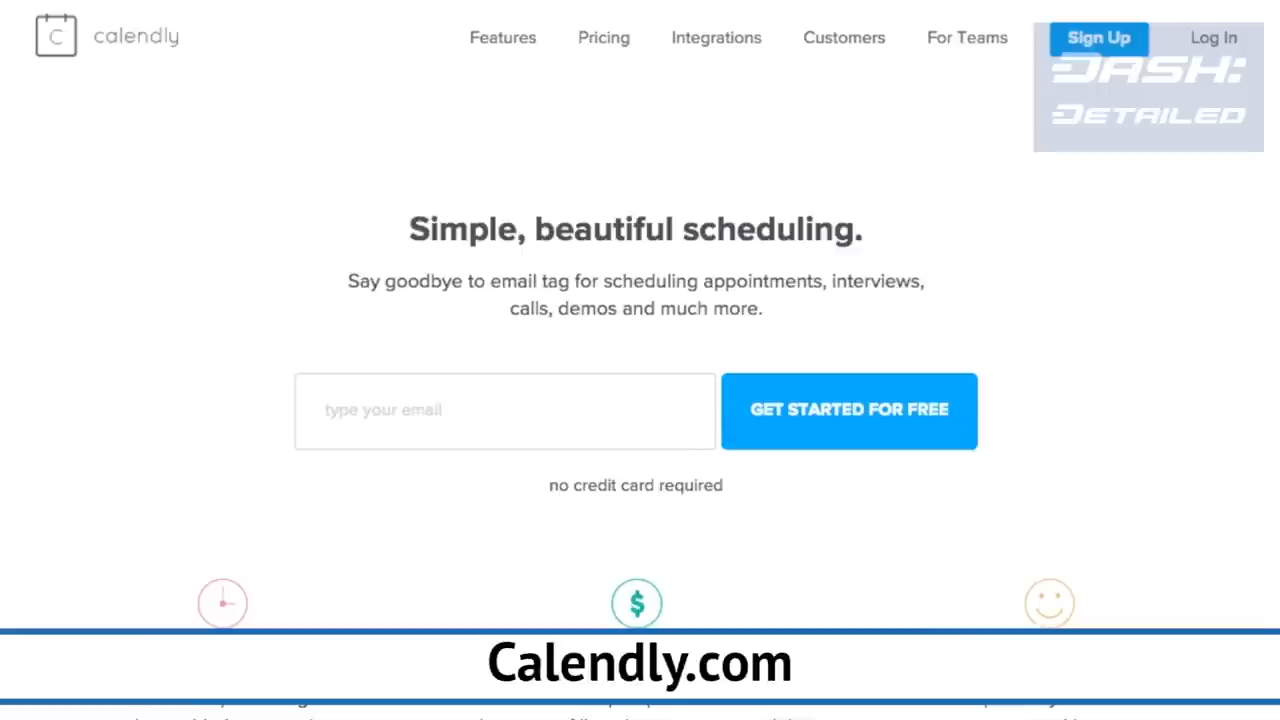 C calendly
Features Pricing Integrations Customers For Teams Sign Up Log In
DASH:
DETAILED
Simple, beautiful scheduling.
Say goodbye to email tag for scheduling appointments, interviews,
calls, demos and much more.
type your email
GET STARTED FOR FREE
no credit card required
$
Calendly.com